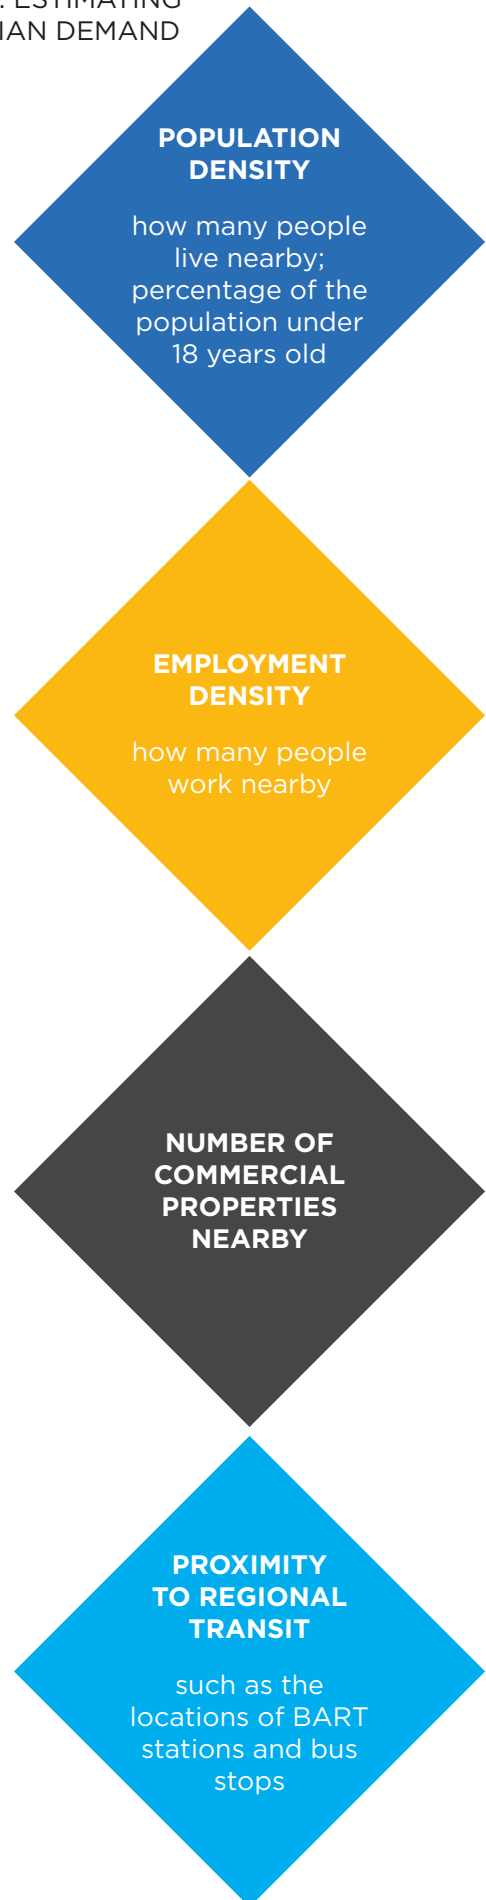 . ESTIMATING
IAN DEMAND
POPULATION
DENSITY
how many people
live nearby;
percentage of the
population under
18 years old
EMPLOYMENT
DENSITY
how many people
work nearby
NUMBER OF
COMMERCIAL
PROPERTIES
NEARBY
PROXIMITY
TO REGIONAL
TRANSIT
such as the
locations of BART
stations and bus
stops